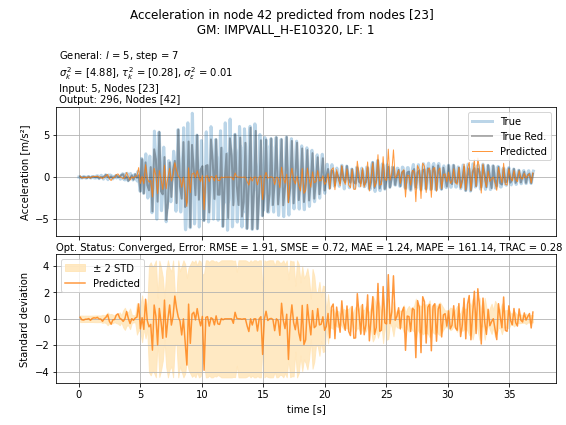 Acceleration in node 42 predicted from nodes [23]
GM: IMPVALL_H-E10320, LF: 1
General: l = 5, step = 7
σ²ₖ = [4.88], τ²ₖ = [0.28], σ²ε = 0.01
Input: 5, Nodes [23]
Output: 296, Nodes [42]
Acceleration [m/s²]
5
0
−5
True
True Red.
Predicted
Opt. Status: Converged, Error: RMSE = 1.91, SMSE = 0.72, MAE = 1.24, MAPE = 161.14, TRAC = 0.28
Standard deviation
4
2
0
−2
−4
± 2 STD
Predicted
0 5 10 15 20 25 30 35
time [s]